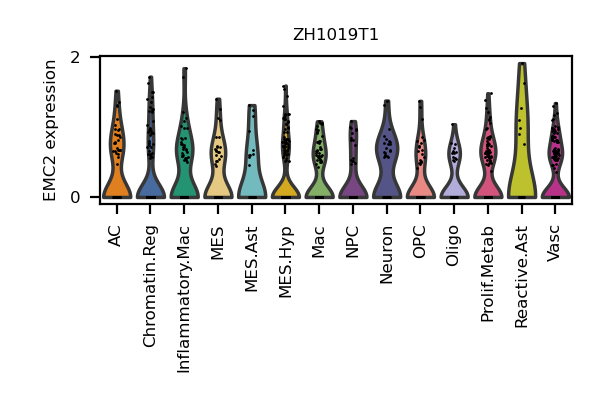 ZH1019T1
EMC2 expression
2
0
AC
Chromatin.Reg
Inflammatory.Mac
MES
MES.Ast
MES.Hyp
Mac
NPC
Neuron
OPC
Oligo
Prolif.Metab
Reactive.Ast
Vasc